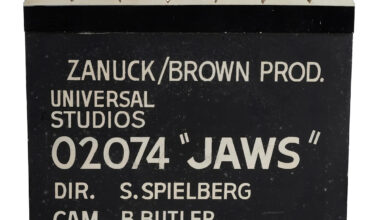 ZANUCK/BROWN PROD.
UNIVERSAL
STUDIOS
02074 "JAWS"
DIR. S. SPIELBERG
CAM. B. BUTLER